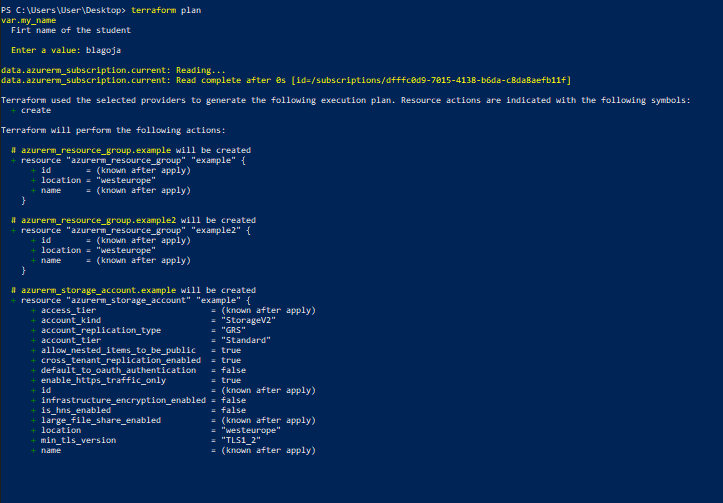 PS C:\Users\User\Desktop> terraform plan
var.my_name
  Firt name of the student

  Enter a value: blagoja

data.azurerm_subscription.current: Reading...
data.azurerm_subscription.current: Read complete after 0s [id=/subscriptions/dfffc0d9-7015-4138-b6da-c8da8aefb11f]

Terraform used the selected providers to generate the following execution plan. Resource actions are indicated with the following symbols:
  + create

Terraform will perform the following actions:

  # azurerm_resource_group.example will be created
  + resource "azurerm_resource_group" "example" {
      + id       = (known after apply)
      + location = "westeurope"
      + name     = (known after apply)
    }

  # azurerm_resource_group.example2 will be created
  + resource "azurerm_resource_group" "example2" {
      + id       = (known after apply)
      + location = "westeurope"
      + name     = (known after apply)
    }

  # azurerm_storage_account.example will be created
  + resource "azurerm_storage_account" "example" {
      + access_tier                       = (known after apply)
      + account_kind                      = "StorageV2"
      + account_replication_type          = "GRS"
      + account_tier                      = "Standard"
      + allow_nested_items_to_be_public   = true
      + cross_tenant_replication_enabled  = true
      + default_to_oauth_authentication   = false
      + enable_https_traffic_only         = true
      + id                                = (known after apply)
      + infrastructure_encryption_enabled = false
      + is_hns_enabled                    = false
      + large_file_share_enabled          = (known after apply)
      + location                          = "westeurope"
      + min_tls_version                   = "TLS1_2"
      + name                              = (known after apply)